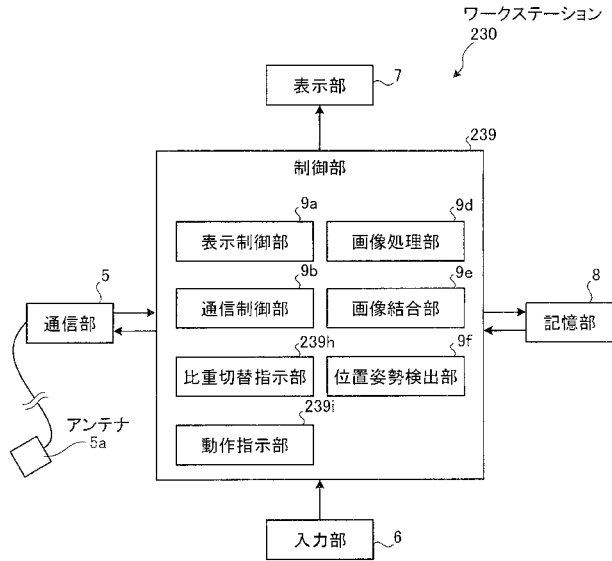 ワークステーション
230
表示部
7
239
制御部
9a
9d
表示制御部
画像処理部
9b
9e
通信制御部
画像結合部
5
通信部
8
記憶部
239h
9f
比重切替指示部
位置姿勢検出部
239i
動作指示部
アンテナ
5a
入力部
6